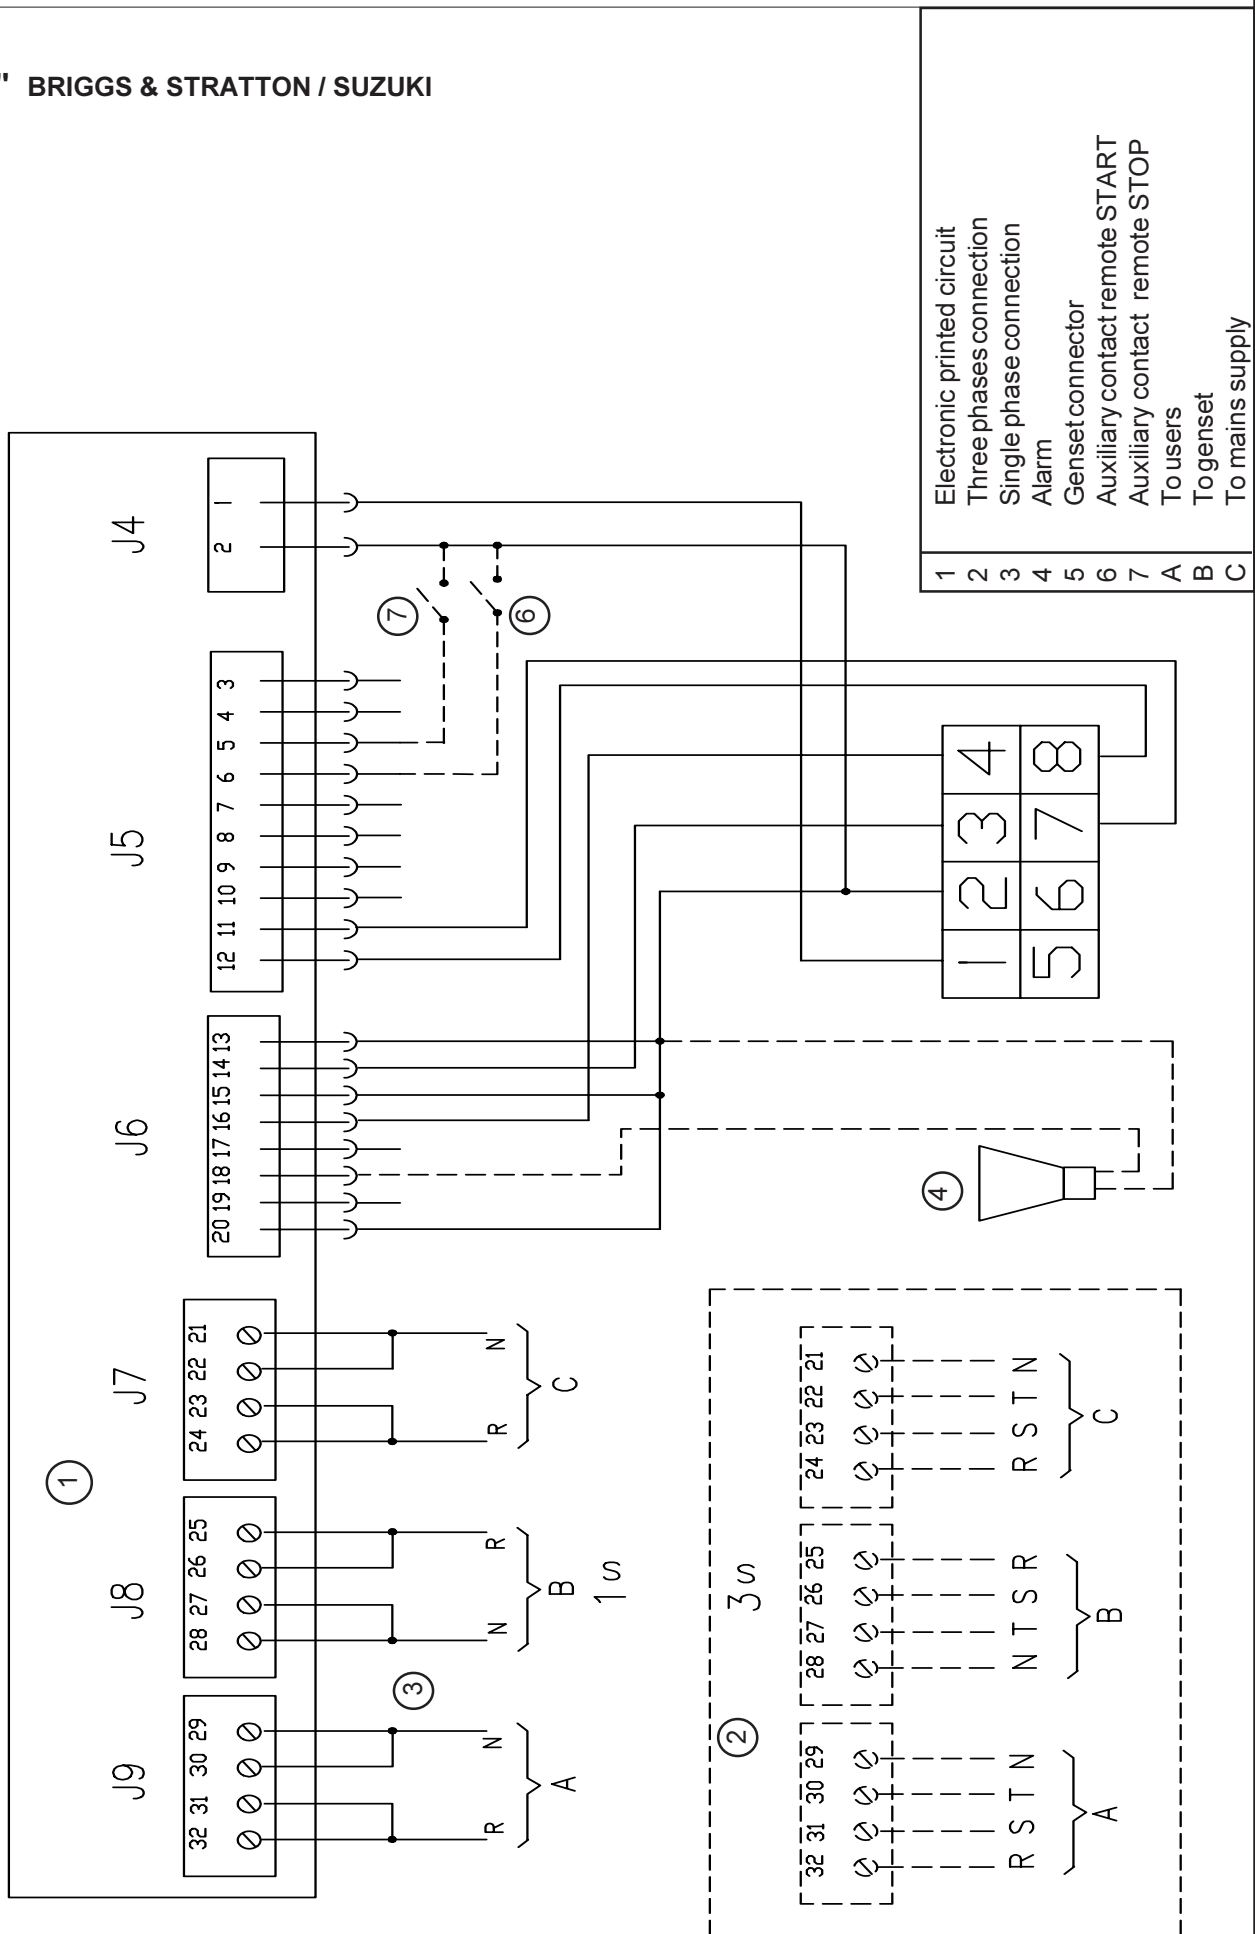 " BRIGGS & STRATTON / SUZUKI
1 Electronic printed circuit
2 Three phases connection
3 Single phase connection
4 Alarm
5 Genset connector
6 Auxiliary contact remote START
7 Auxiliary contact remote STOP
A To users
B To genset
C To mains supply
J9 J8 J7 J6 J5 J4
1
32 31 30 29
28 27 26 25
24 23 22 21
20 19 18 17 16 15 14 13
12 11 10 9 8 7 6 5 4 3
2 1
R N
A
3
N R
B
1S
R N
C
7
6
4
1 2 3 4
5 6 7 8
2
3S
32 31 30 29
28 27 26 25
24 23 22 21
R S T N
N T S R
R S T N
A
B
C